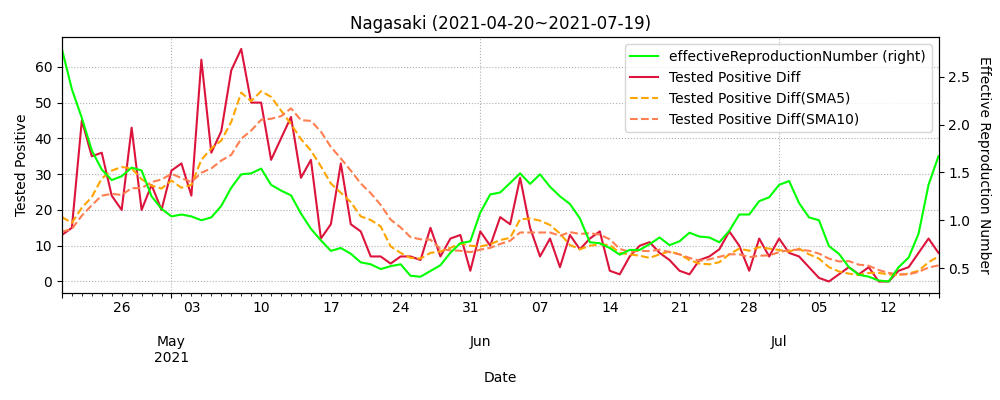 Nagasaki (2021-04-20~2021-07-19)
effectiveReproductionNumber (right)
Tested Positive Diff
Tested Positive Diff(SMA5)
Tested Positive Diff(SMA10)
Tested Positive
60
50
40
30
20
10
0
Effective Reproduction Number
2.5
2.0
1.5
1.0
0.5
26 03 10 17 24 31 07 14 21 28 05 12
May Jun Jul
2021
Date